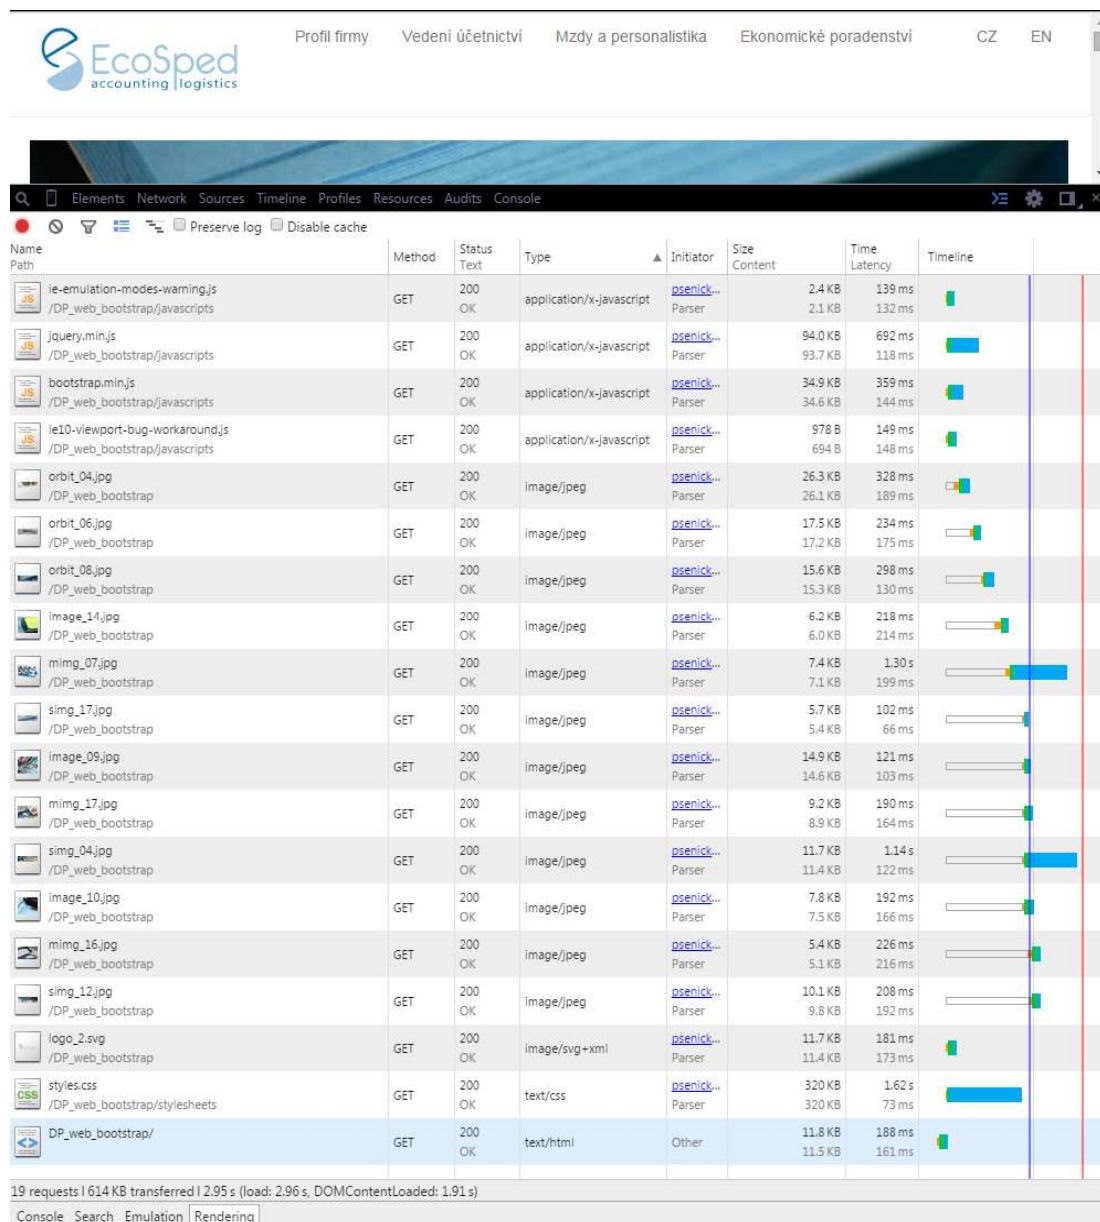 EcoSped
accounting logistics
Profil firmy Vedení účetnictví Mzdy a personalistika Ekonomické poradenství CZ EN
Elements Network Sources Timeline Profiles Resources Audits Console
Preserve log Disable cache
Name Path Method Status Text Type Initiator Size Content Time Latency Timeline
ie-emulation-modes-warning.js GET 200 application/x-javascript psenick... 2.4 KB 139 ms
/DP_web_bootstrap/javascripts OK Parser 2.1 KB 132 ms
jquery.min.js GET 200 application/x-javascript psenick... 94.0 KB 692 ms
/DP_web_bootstrap/javascripts OK Parser 93.7 KB 118 ms
bootstrap.min.js GET 200 application/x-javascript psenick... 34.9 KB 359 ms
/DP_web_bootstrap/javascripts OK Parser 34.6 KB 144 ms
ie10-viewport-bug-workaround.js GET 200 application/x-javascript psenick... 978 B 149 ms
/DP_web_bootstrap/javascripts OK Parser 694 B 148 ms
orbit_04.jpg GET 200 image/jpeg psenick... 26.3 KB 328 ms
/DP_web_bootstrap OK Parser 26.1 KB 189 ms
orbit_06.jpg GET 200 image/jpeg psenick... 17.5 KB 234 ms
/DP_web_bootstrap OK Parser 17.2 KB 175 ms
orbit_08.jpg GET 200 image/jpeg psenick... 15.6 KB 298 ms
/DP_web_bootstrap OK Parser 15.3 KB 130 ms
image_14.jpg GET 200 image/jpeg psenick... 6.2 KB 218 ms
/DP_web_bootstrap OK Parser 6.0 KB 214 ms
mimg_07.jpg GET 200 image/jpeg psenick... 7.4 KB 1.30 s
/DP_web_bootstrap OK Parser 7.1 KB 199 ms
simg_17.jpg GET 200 image/jpeg psenick... 5.7 KB 102 ms
/DP_web_bootstrap OK Parser 5.4 KB 66 ms
image_09.jpg GET 200 image/jpeg psenick... 14.9 KB 121 ms
/DP_web_bootstrap OK Parser 14.6 KB 103 ms
mimg_17.jpg GET 200 image/jpeg psenick... 9.2 KB 190 ms
/DP_web_bootstrap OK Parser 8.9 KB 164 ms
simg_04.jpg GET 200 image/jpeg psenick... 11.7 KB 1.14 s
/DP_web_bootstrap OK Parser 11.4 KB 122 ms
image_10.jpg GET 200 image/jpeg psenick... 7.8 KB 192 ms
/DP_web_bootstrap OK Parser 7.5 KB 166 ms
mimg_16.jpg GET 200 image/jpeg psenick... 5.4 KB 226 ms
/DP_web_bootstrap OK Parser 5.1 KB 216 ms
simg_12.jpg GET 200 image/jpeg psenick... 10.1 KB 208 ms
/DP_web_bootstrap OK Parser 9.8 KB 192 ms
logo_2.svg GET 200 image/svg+xml psenick... 11.7 KB 181 ms
/DP_web_bootstrap OK Parser 11.4 KB 173 ms
styles.css GET 200 text/css psenick... 320 KB 1.62 s
/DP_web_bootstrap/stylesheets OK Parser 320 KB 73 ms
DP_web_bootstrap/ GET 200 text/html Other 11.8 KB 188 ms
OK 11.5 KB 161 ms
19 requests | 614 KB transferred | 2.95 s (load: 2.96 s, DOMContentLoaded: 1.91 s)
Console Search Emulation Rendering